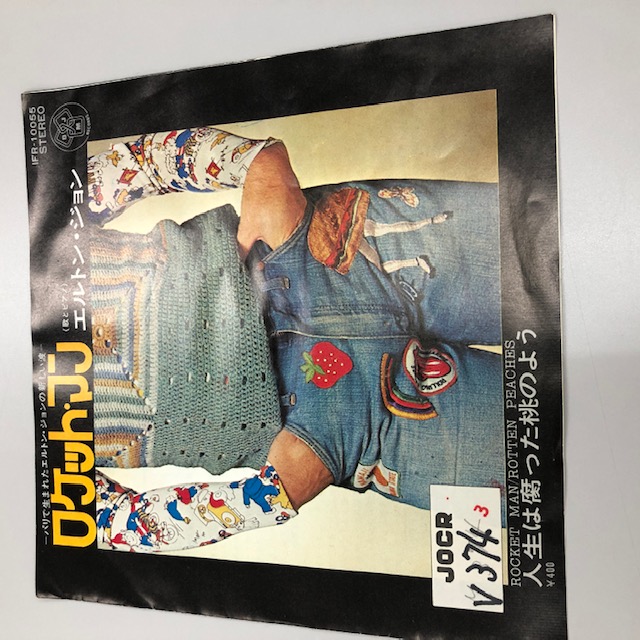 IFR-10055
STEREO
ーパリで生まれたエルトン・ジョンの新しい波ー
ロケット・マン
(歌とピアノ)
エルトン・ジョン
ROCKET MAN/ROTTEN PEACHES
人生は腐った桃のよう
¥400
JOCR
3
V374